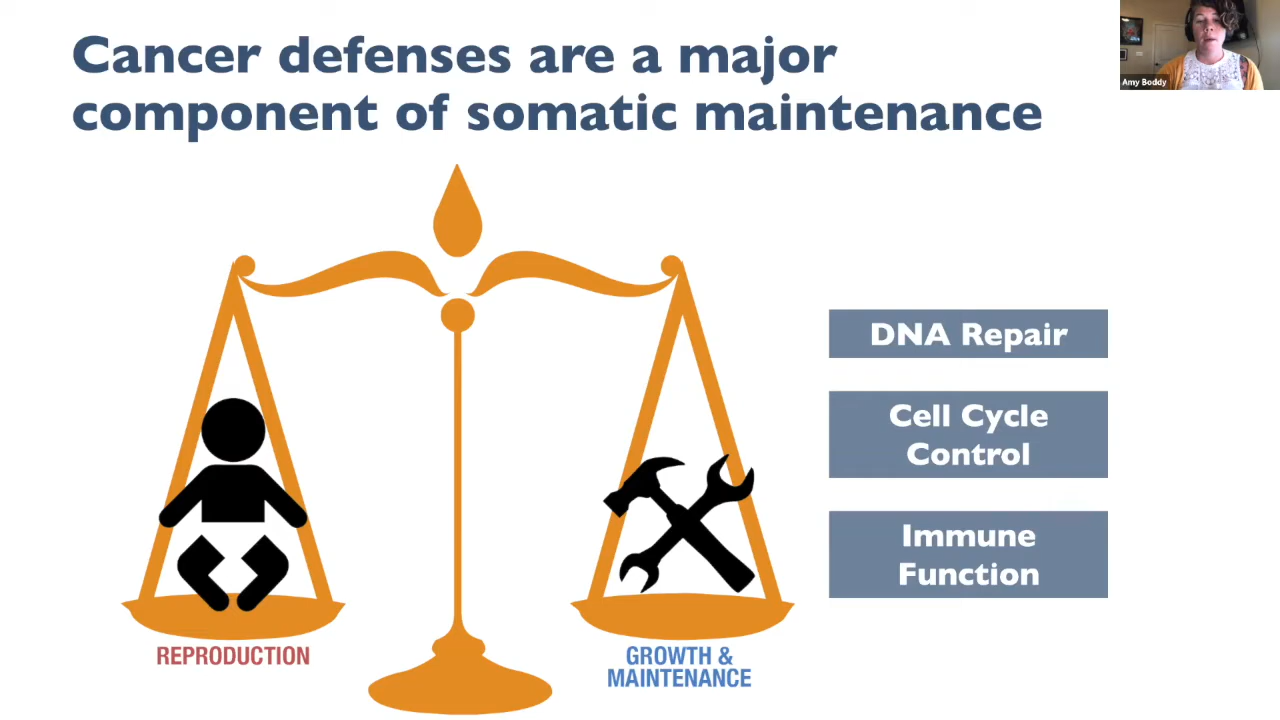 Cancer defenses are a major
component of somatic maintenance
Amy Boddy
DNA Repair
Cell Cycle
Control
Immune
Function
REPRODUCTION
GROWTH &
MAINTENANCE